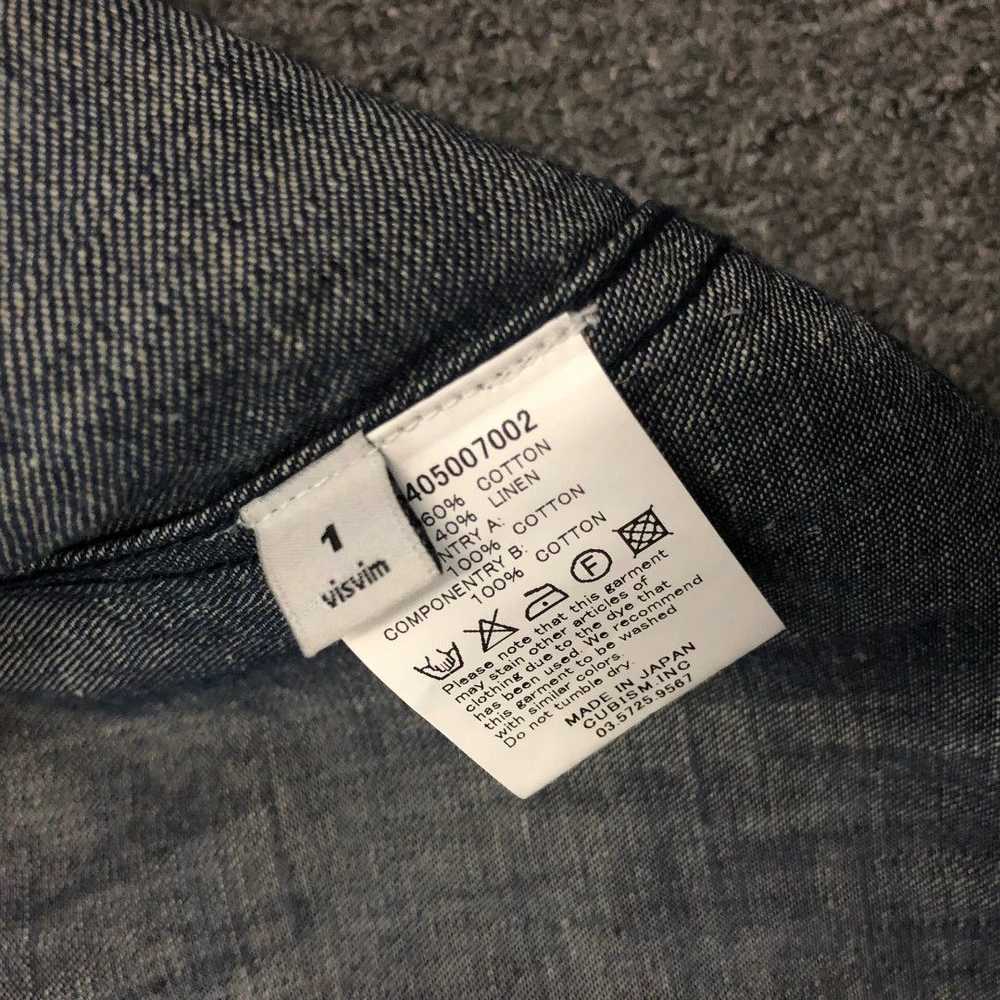 1
visvim
405007002
60% COTTON
40% LINEN
NTRY A:
100% COTTON
COMPONENTRY B:
100% COTTON
F
Please note that this garment
may stain other articles of
clothing due to the dye that
has been used. We recommend
this garment to be washed
with similar colors.
Do not tumble dry.
MADE IN JAPAN
CUBISM INC
03.5725.9567